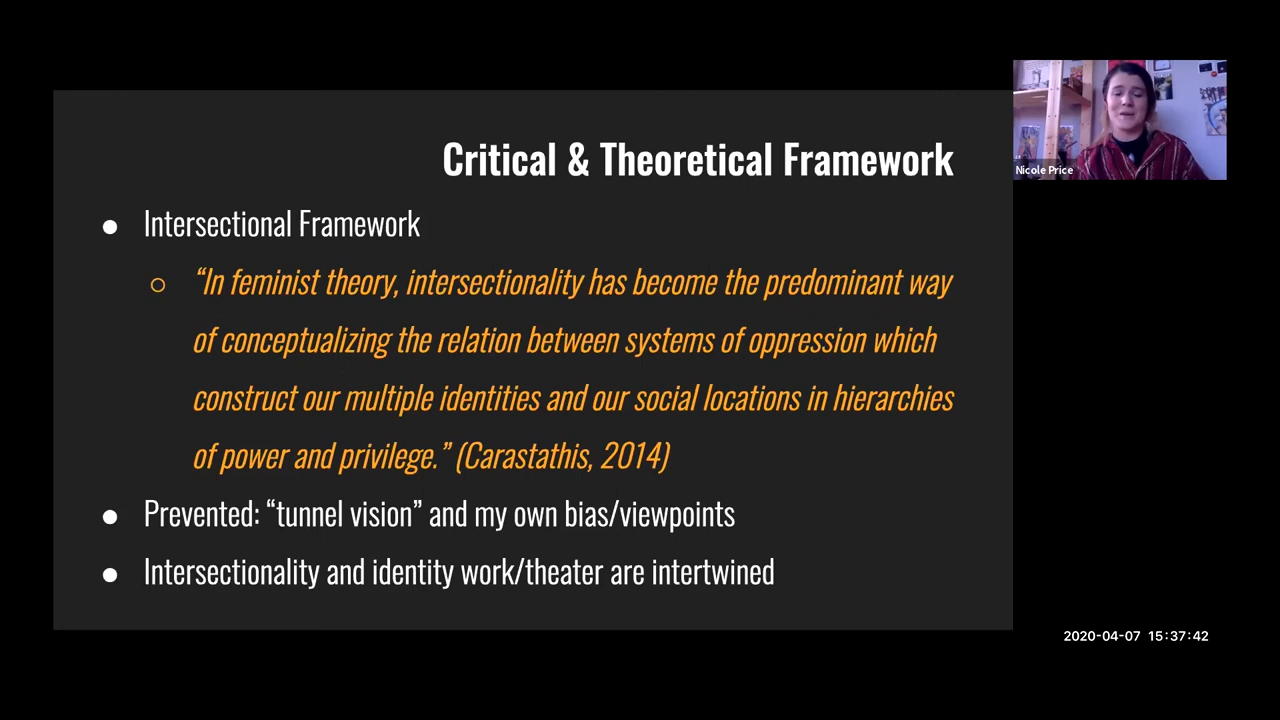 Critical & Theoretical Framework
● Intersectional Framework
○ “In feminist theory, intersectionality has become the predominant way
of conceptualizing the relation between systems of oppression which
construct our multiple identities and our social locations in hierarchies
of power and privilege.” (Carastathis, 2014)
● Prevented: “tunnel vision” and my own bias/viewpoints
● Intersectionality and identity work/theater are intertwined
Nicole Price
2020-04-07 15:37:42